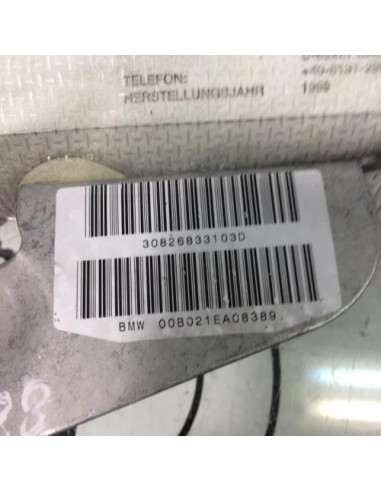 TELEFON:
HERSTELLUNGSJAHR 1999
30826833103D
BMW 00B021EA08389